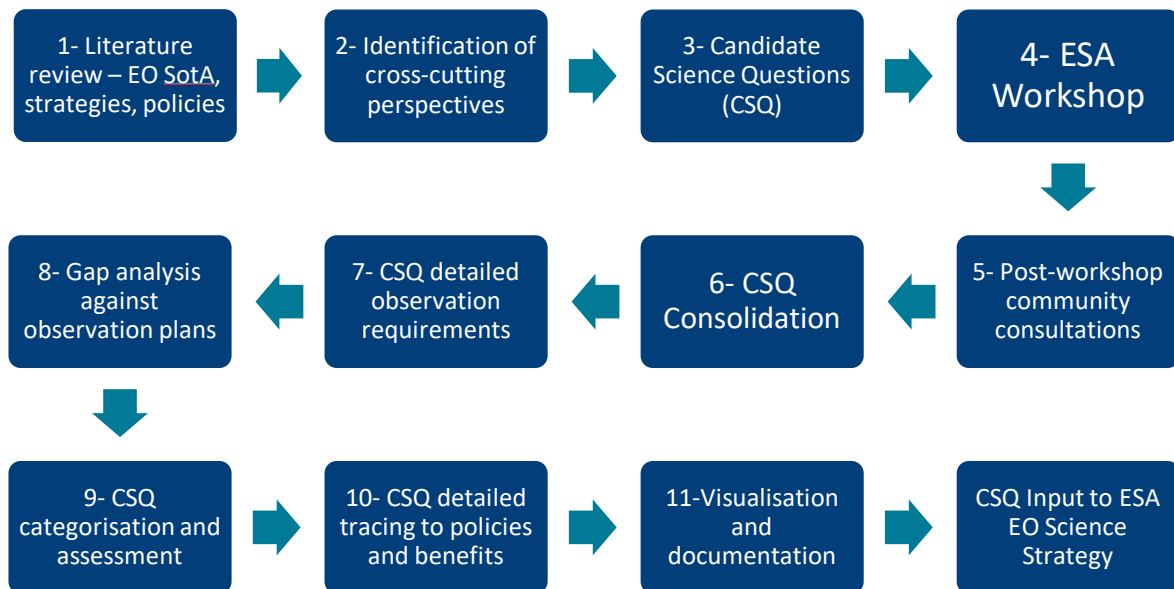 1- Literature
review – EO SotA,
strategies, policies
2- Identification of
cross-cutting
perspectives
3- Candidate
Science Questions
(CSQ)
4- ESA
Workshop
5- Post-workshop
community
consultations
6- CSQ
Consolidation
7- CSQ detailed
observation
requirements
8- Gap analysis
against
observation plans
9- CSQ
categorisation and
assessment
10- CSQ detailed
tracing to policies
and benefits
11-Visualisation
and
documentation
CSQ Input to ESA
EO Science
Strategy